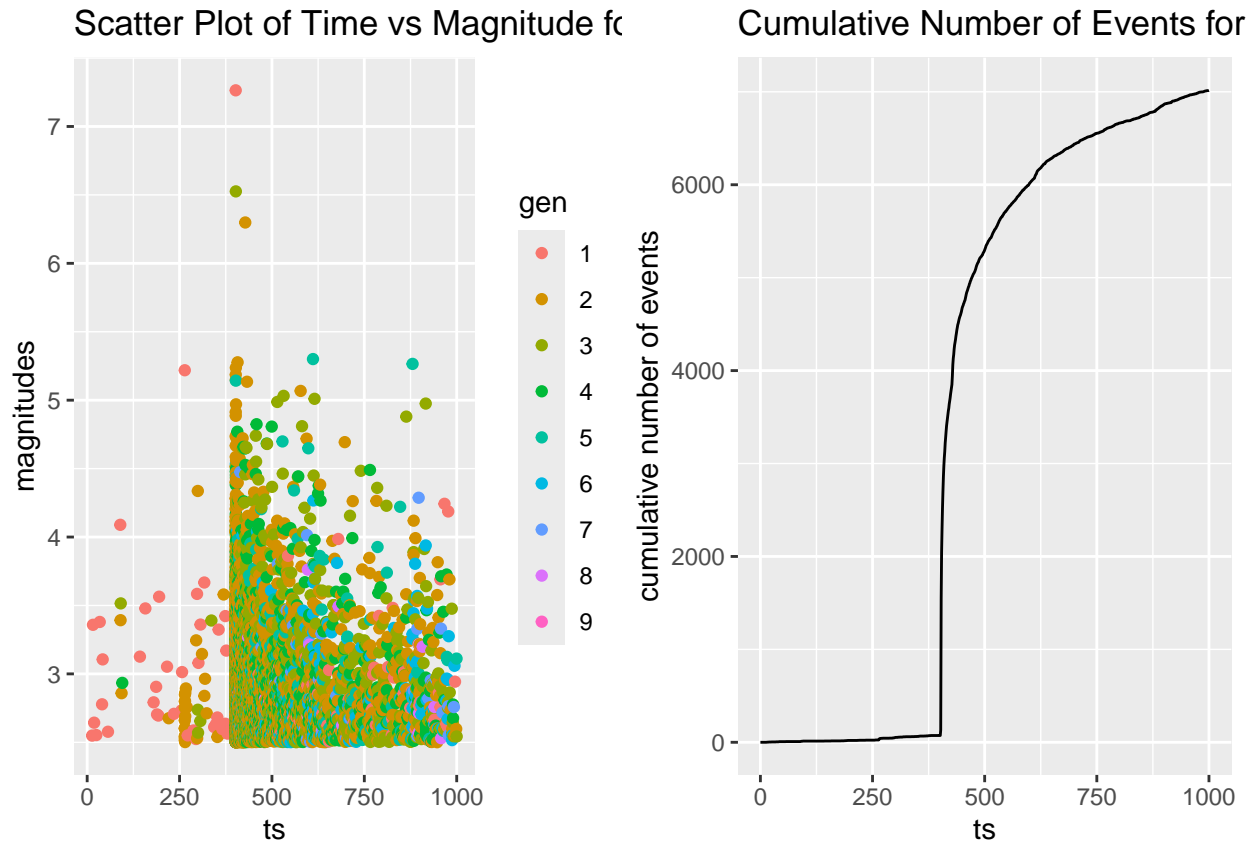 Scatter Plot of Time vs Magnitude fo
7
6
5
4
3
magnitudes
0 250 500 750 1000
ts
gen
1
2
3
4
5
6
7
8
9
Cumulative Number of Events for
6000
4000
2000
0
cumulative number of events
0 250 500 750 1000
ts